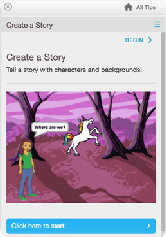 All Tips
Create a Story
BEGIN
Create a Story
Tell a story with characters and backgrounds!
Where are we?
Click here to start!